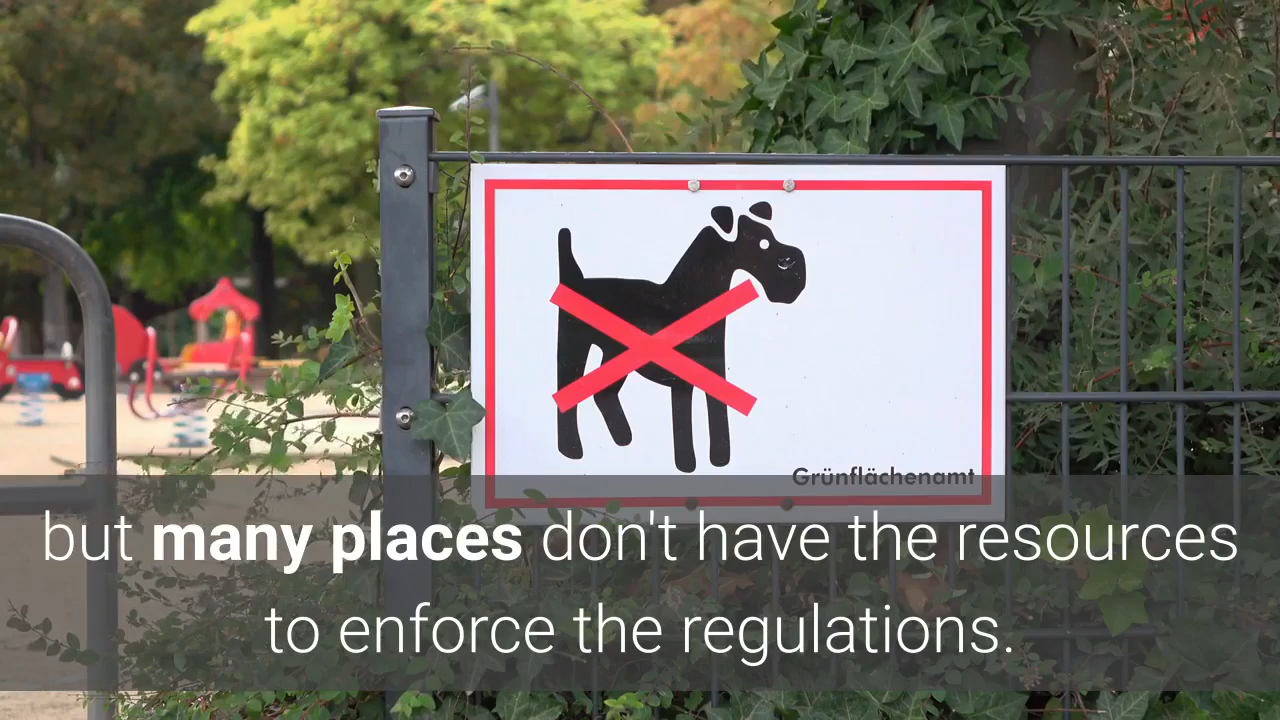 Grünflächenamt
but many places don't have the resources
to enforce the regulations.